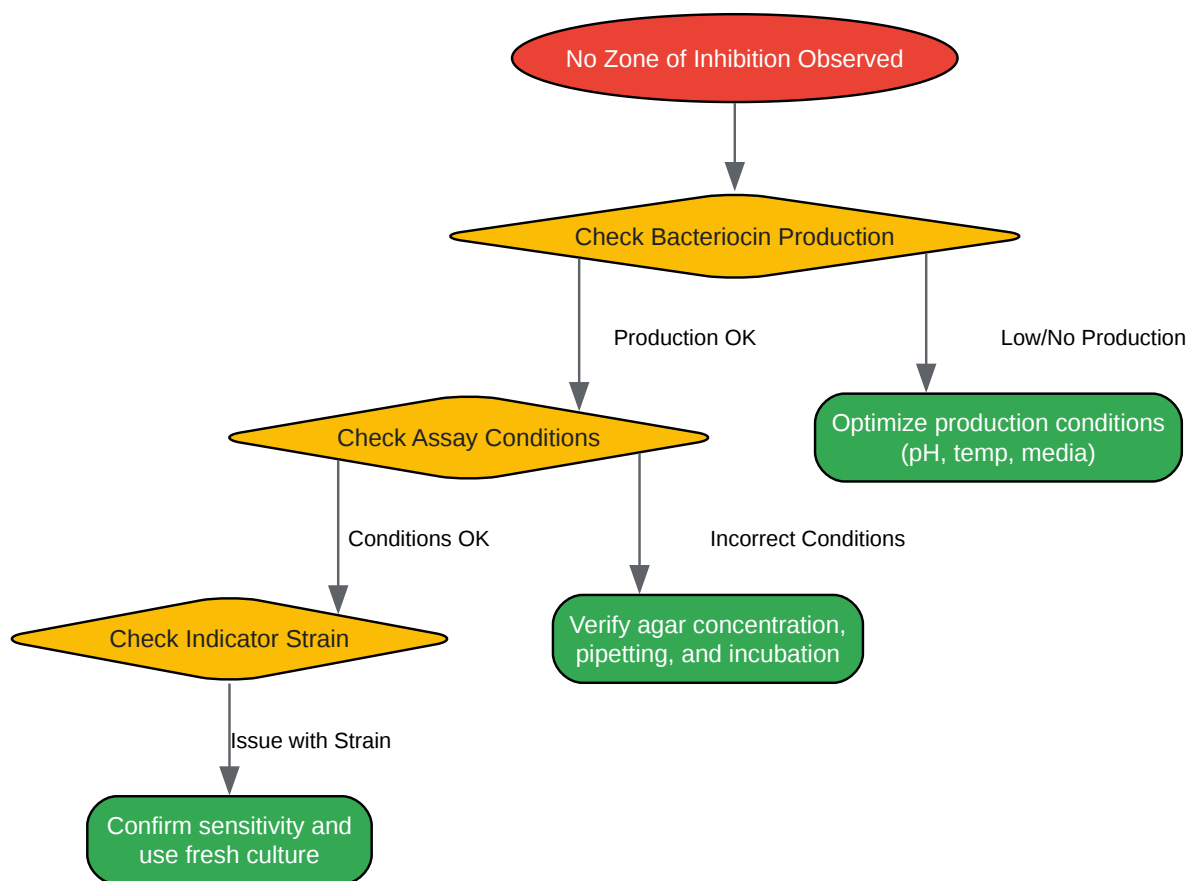 No Zone of Inhibition Observed
Check Bacteriocin Production
Production OK
Low/No Production
Check Assay Conditions
Optimize production conditions
(pH, temp, media)
Conditions OK
Incorrect Conditions
Check Indicator Strain
Verify agar concentration,
pipetting, and incubation
Issue with Strain
Confirm sensitivity and
use fresh culture